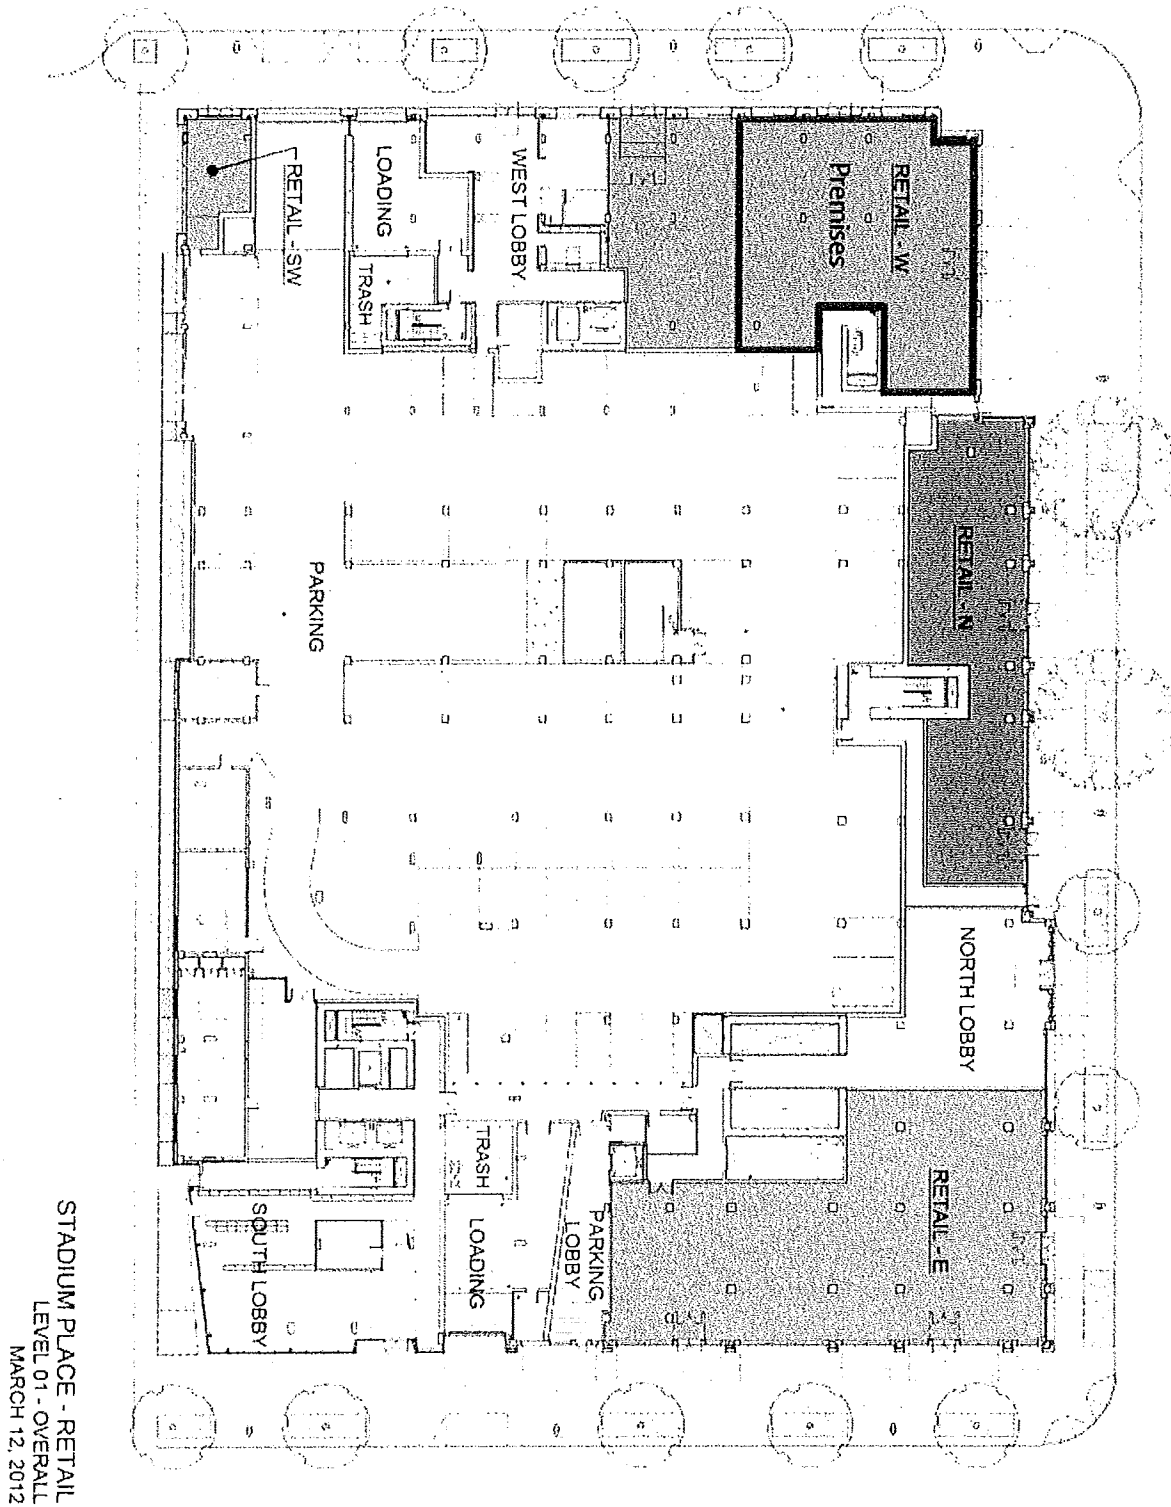 RETAIL - SW
LOADING
TRASH
WEST LOBBY
RETAIL - W
Premises
RETAIL - N
PARKING
NORTH LOBBY
RETAIL - E
TRASH
LOADING
PARKING
LOBBY
SOUTH LOBBY
STADIUM PLACE - RETAIL
LEVEL 01 - OVERALL
MARCH 12, 2012